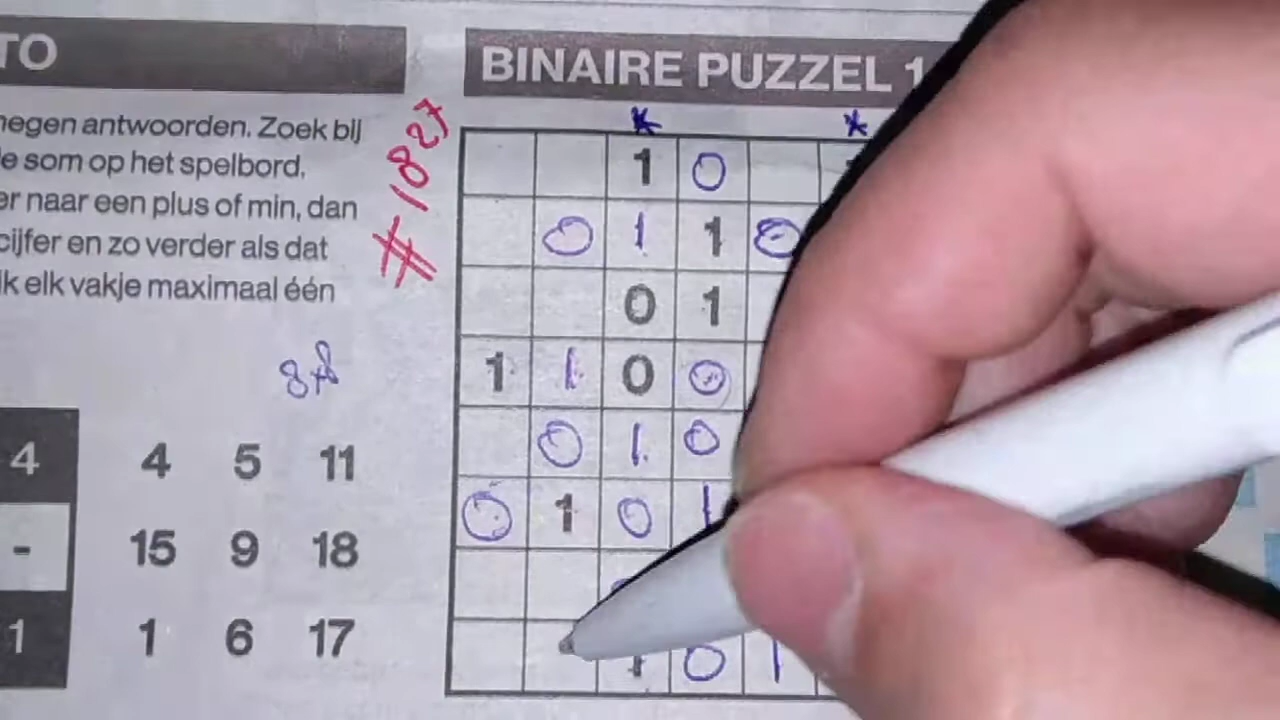 TO
negen antwoorden. Zoek bij
e som op het spelbord.
er naar een plus of min, dan
cijfer en zo verder als dat
ik elk vakje maximaal één
#1827
8x8
4 4 5 11
- 15 9 18
1 1 6 17
BINAIRE PUZZEL 1
* *
1 0
0 1 1 0
0 1
1 1 0 0
0 1 0
0 1 0 1
1 0 1